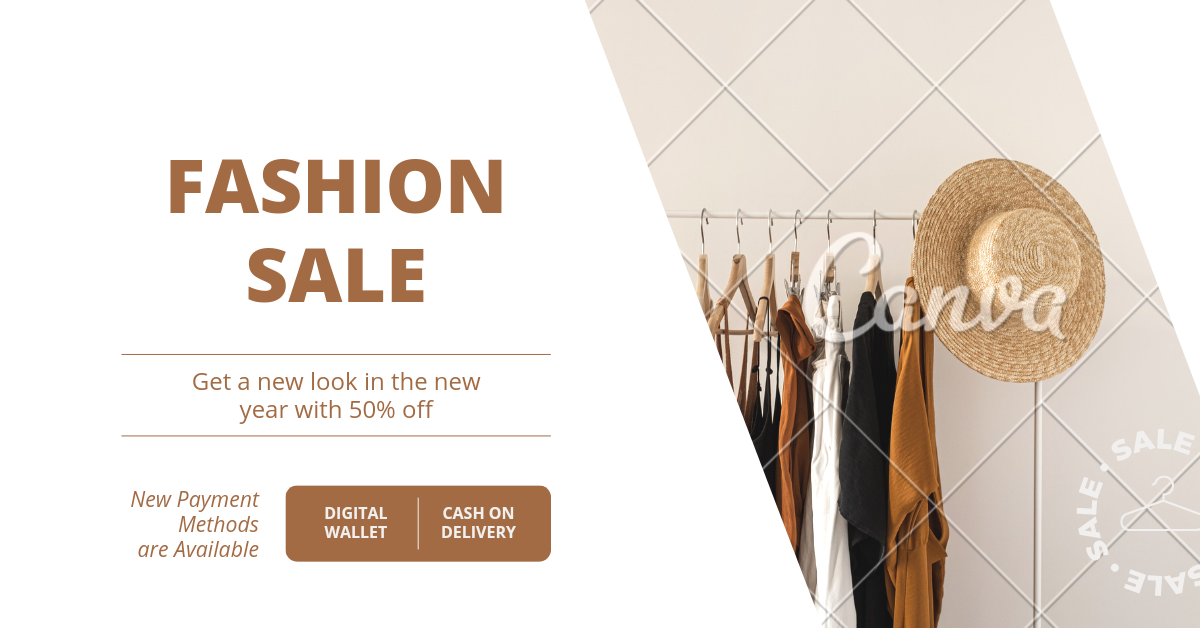 FASHION
SALE
Get a new look in the new
year with 50% off
New Payment
Methods
are Available
DIGITAL
WALLET
CASH ON
DELIVERY
Canva
SALE • SALE • SALE